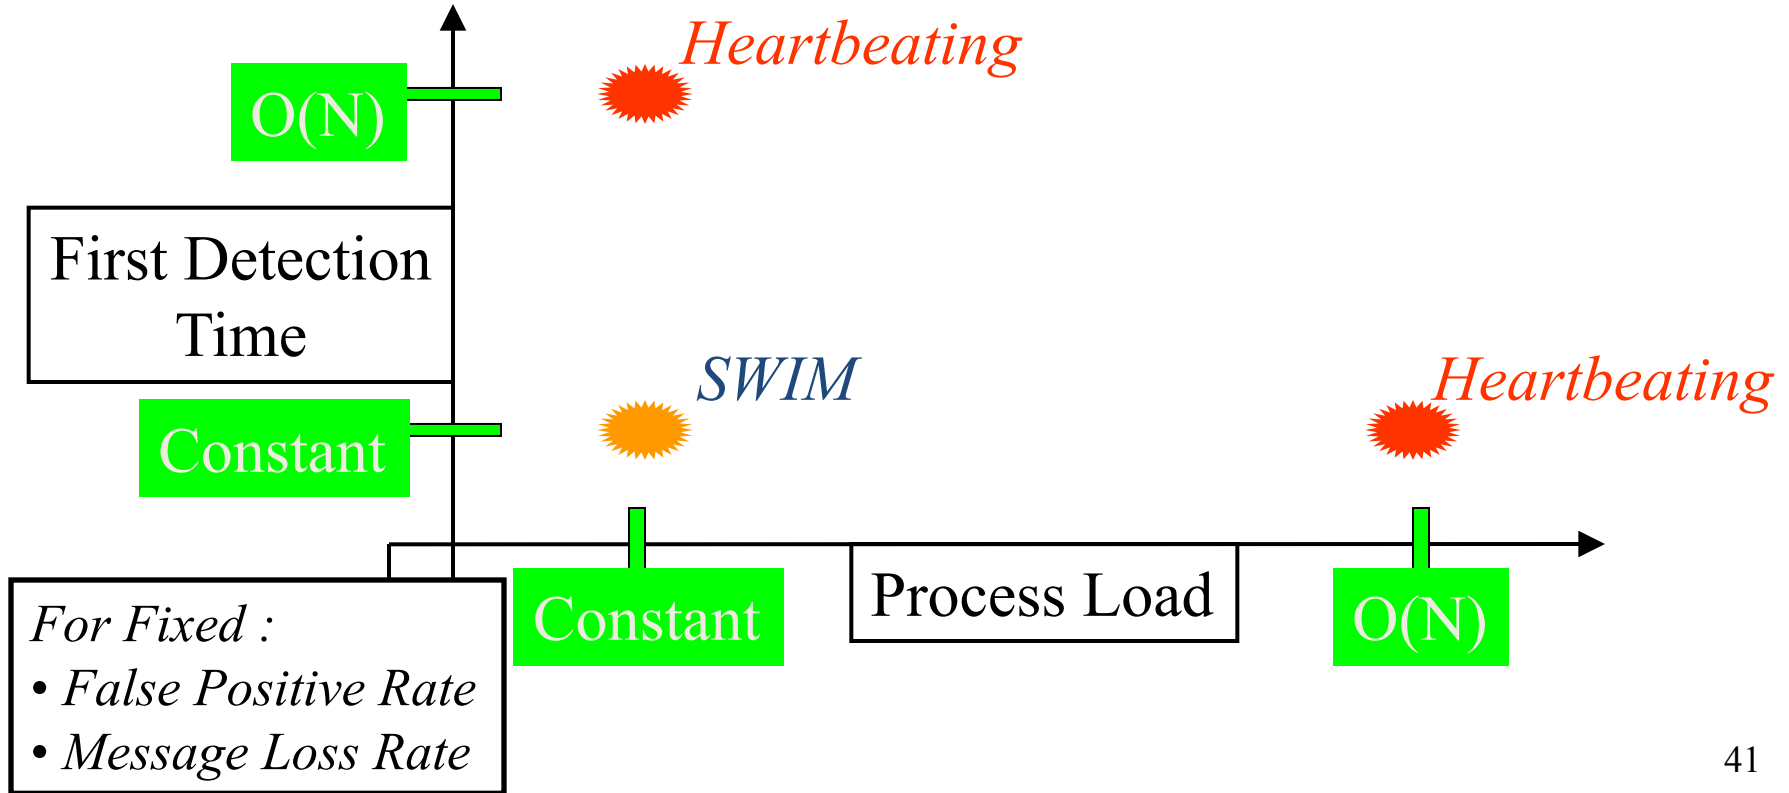 Heartbeating
O(N)
First Detection
Time
SWIM
Heartbeating
Constant
Constant
Process Load
O(N)
For Fixed :
• False Positive Rate
• Message Loss Rate
41